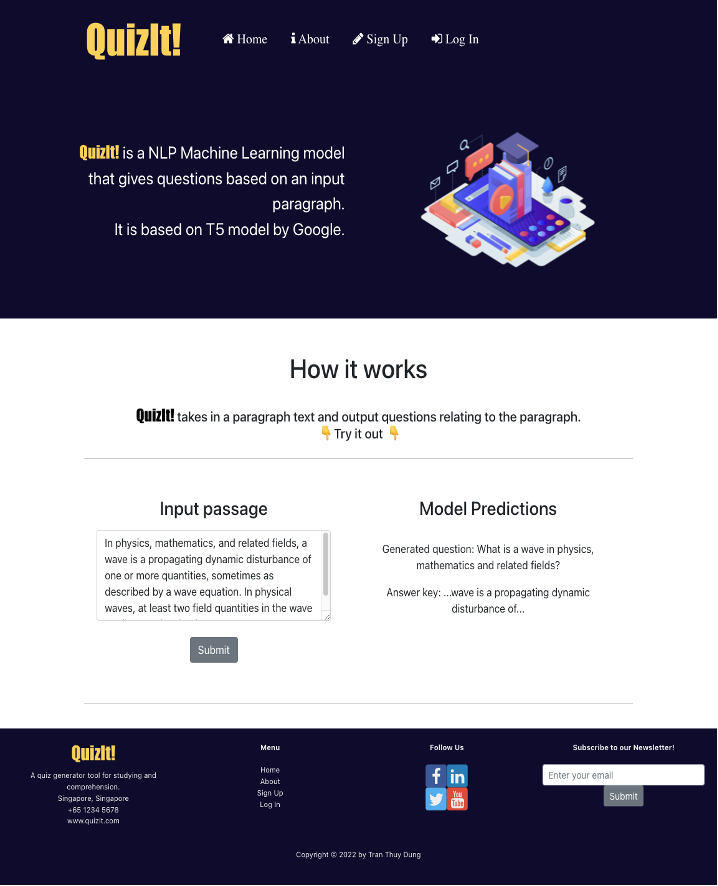 QuizIt!
Home
About
Sign Up
Log In
QuizIt! is a NLP Machine Learning model
that gives questions based on an input
paragraph.
It is based on T5 model by Google.
How it works
QuizIt! takes in a paragraph text and output questions relating to the paragraph.
👇 Try it out 👇
Input passage
In physics, mathematics, and related fields, a
wave is a propagating dynamic disturbance of
one or more quantities, sometimes as
described by a wave equation. In physical
waves, at least two field quantities in the wave
Submit
Model Predictions
Generated question: What is a wave in physics,
mathematics and related fields?
Answer key: ...wave is a propagating dynamic
disturbance of...
QuizIt!
A quiz generator tool for studying and
comprehension.
Singapore, Singapore
+65 1234 5678
www.quizit.com
Menu
Home
About
Sign Up
Log In
Follow Us
You
Tube
Subscribe to our Newsletter!
Enter your email
Submit
Copyright © 2022 by Tran Thuy Dung